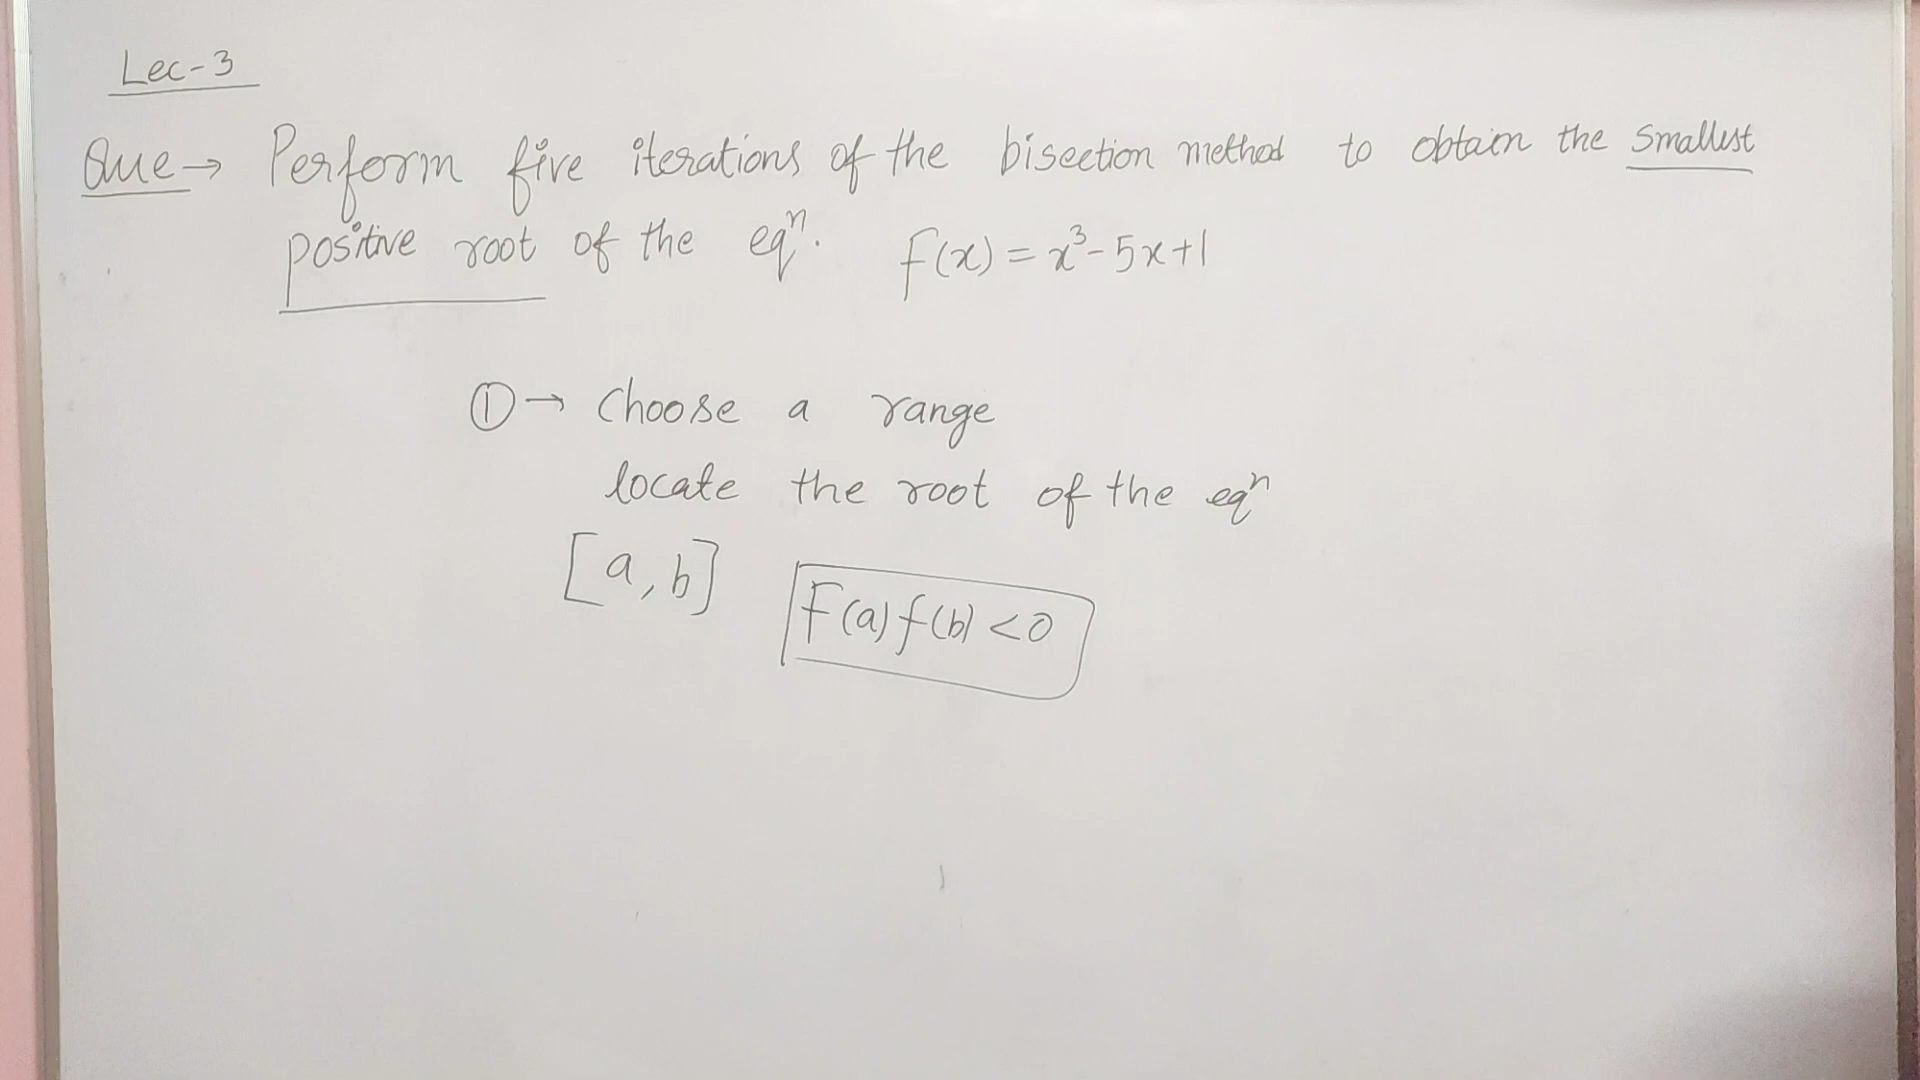 Lec-3
Que→ Perform five iterations of the bisection method to obtain the smallest
positive root of the eqⁿ. f(x) = x³-5x+1
①→ Choose a range
locate the root of the eqⁿ
[a,b] F(a) f(b) <0